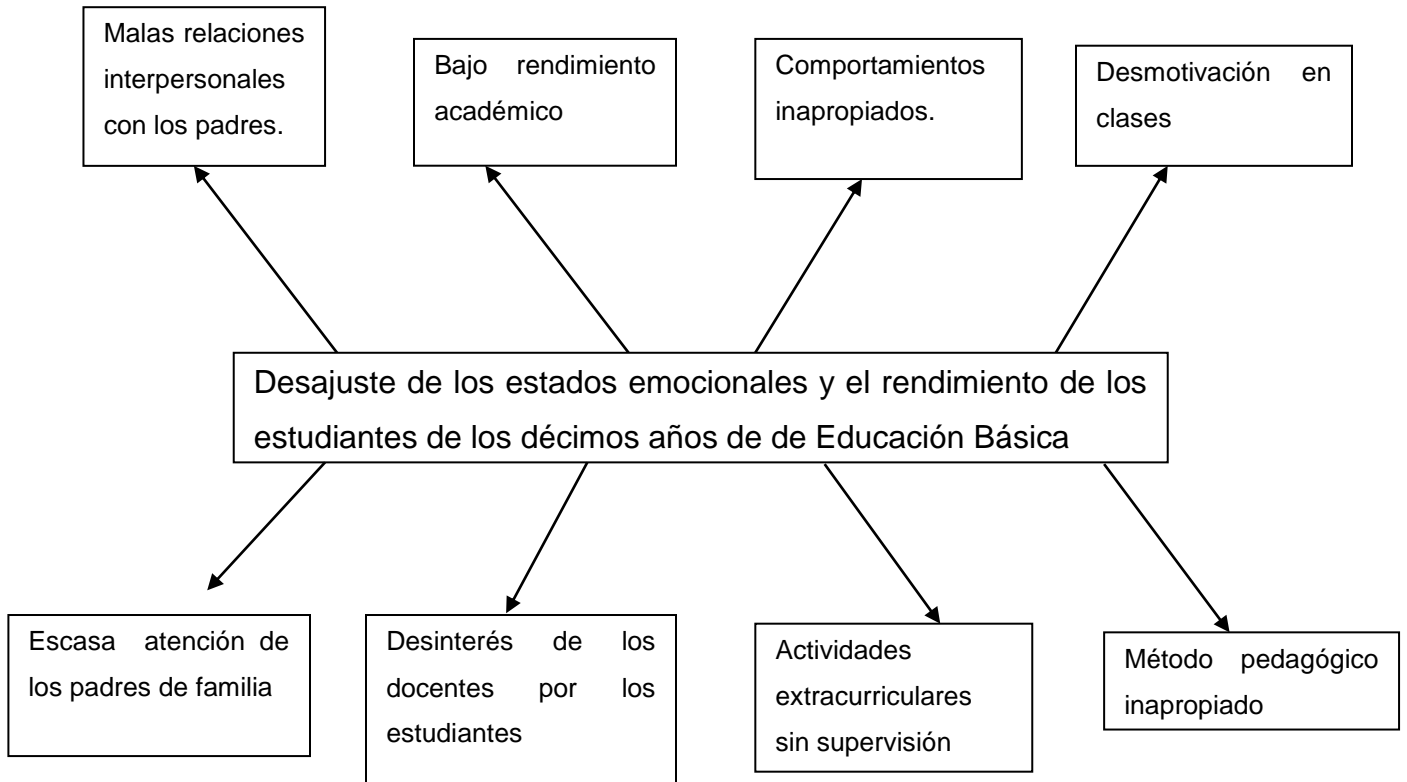 Malas relaciones
interpersonales
con los padres.
Bajo rendimiento
académico
Comportamientos
inapropiados.
Desmotivación en
clases
Desajuste de los estados emocionales y el rendimiento de los
estudiantes de los décimos años de de Educación Básica
Escasa atención de
los padres de familia
Desinterés de los
docentes por los
estudiantes
Actividades
extracurriculares
sin supervisión
Método pedagógico
inapropiado